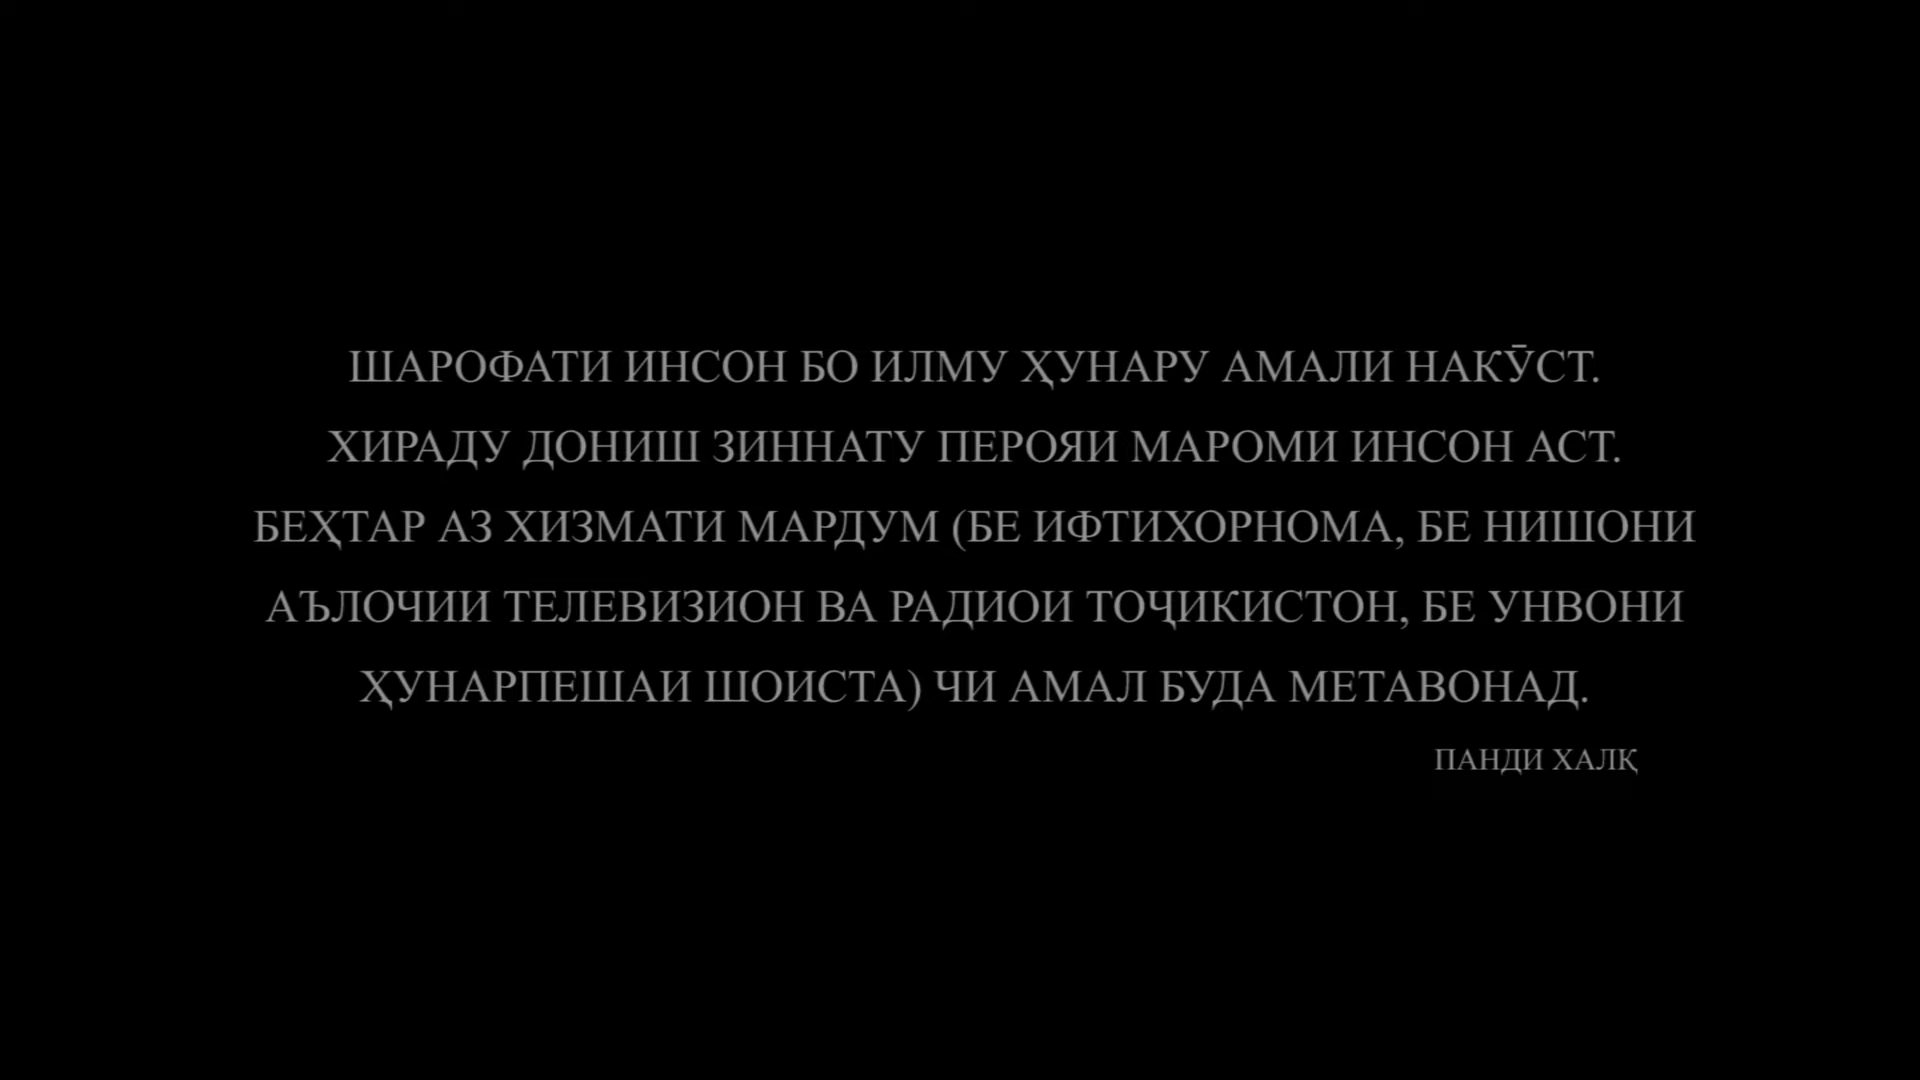 ШАРОФАТИ ИНСОН БО ИЛМУ ҲУНАРУ АМАЛИ НАКӮСТ.
ХИРАДУ ДОНИШ ЗИННАТУ ПЕРОЯИ МАРОМИ ИНСОН АСТ.
БЕҲТАР АЗ ХИЗМАТИ МАРДУМ (БЕ ИФТИХОРНОМА, БЕ НИШОНИ
АЪЛОЧИИ ТЕЛЕВИЗИОН ВА РАДИОИ ТОҶИКИСТОН, БЕ УНВОНИ
ҲУНАРПЕШАИ ШОИСТА) ЧИ АМАЛ БУДА МЕТАВОНАД.
ПАНДИ ХАЛҚ